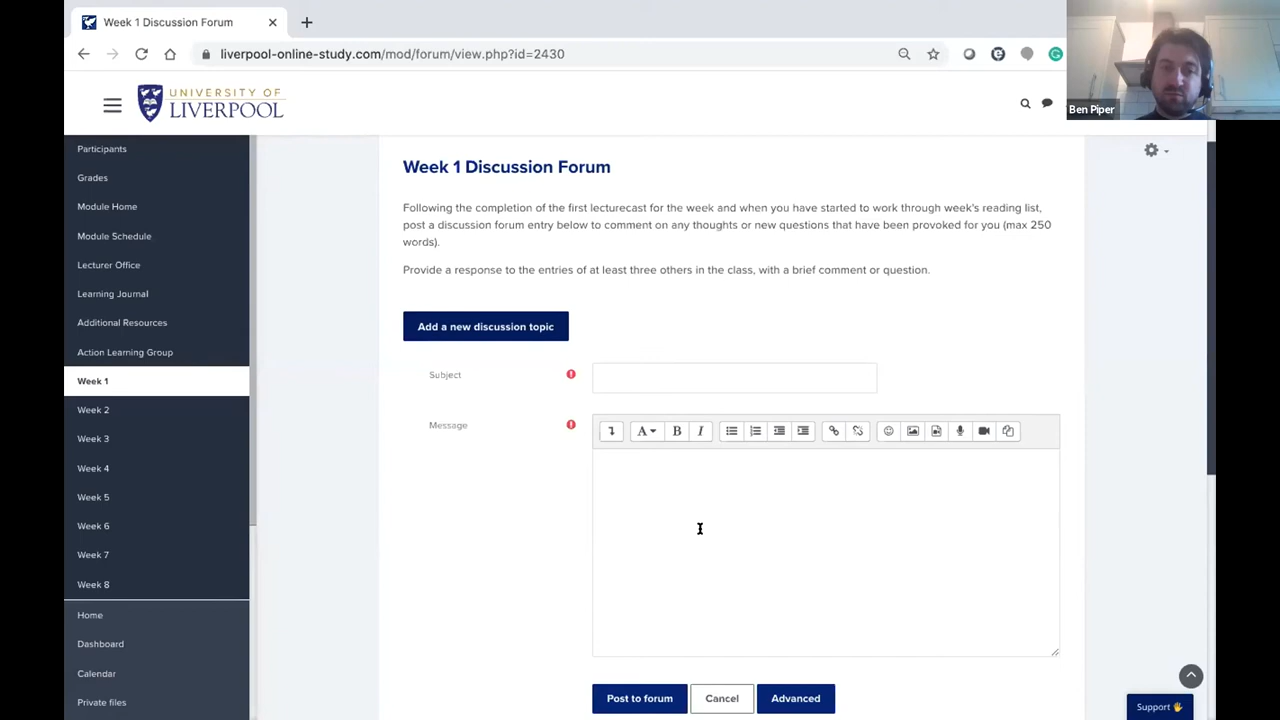 Week 1 Discussion Forum
liverpool-online-study.com/mod/forum/view.php?id=2430
UNIVERSITY OF
LIVERPOOL
Ben Piper
Participants
Grades
Module Home
Module Schedule
Lecturer Office
Learning Journal
Additional Resources
Action Learning Group
Week 1
Week 2
Week 3
Week 4
Week 5
Week 6
Week 7
Week 8
Home
Dashboard
Calendar
Private files
Week 1 Discussion Forum
Following the completion of the first lecturecast for the week and when you have started to work through week's reading list,
post a discussion forum entry below to comment on any thoughts or new questions that have been provoked for you (max 250
words).
Provide a response to the entries of at least three others in the class, with a brief comment or question.
Add a new discussion topic
Subject
Message
A B I
Post to forum Cancel Advanced
Support